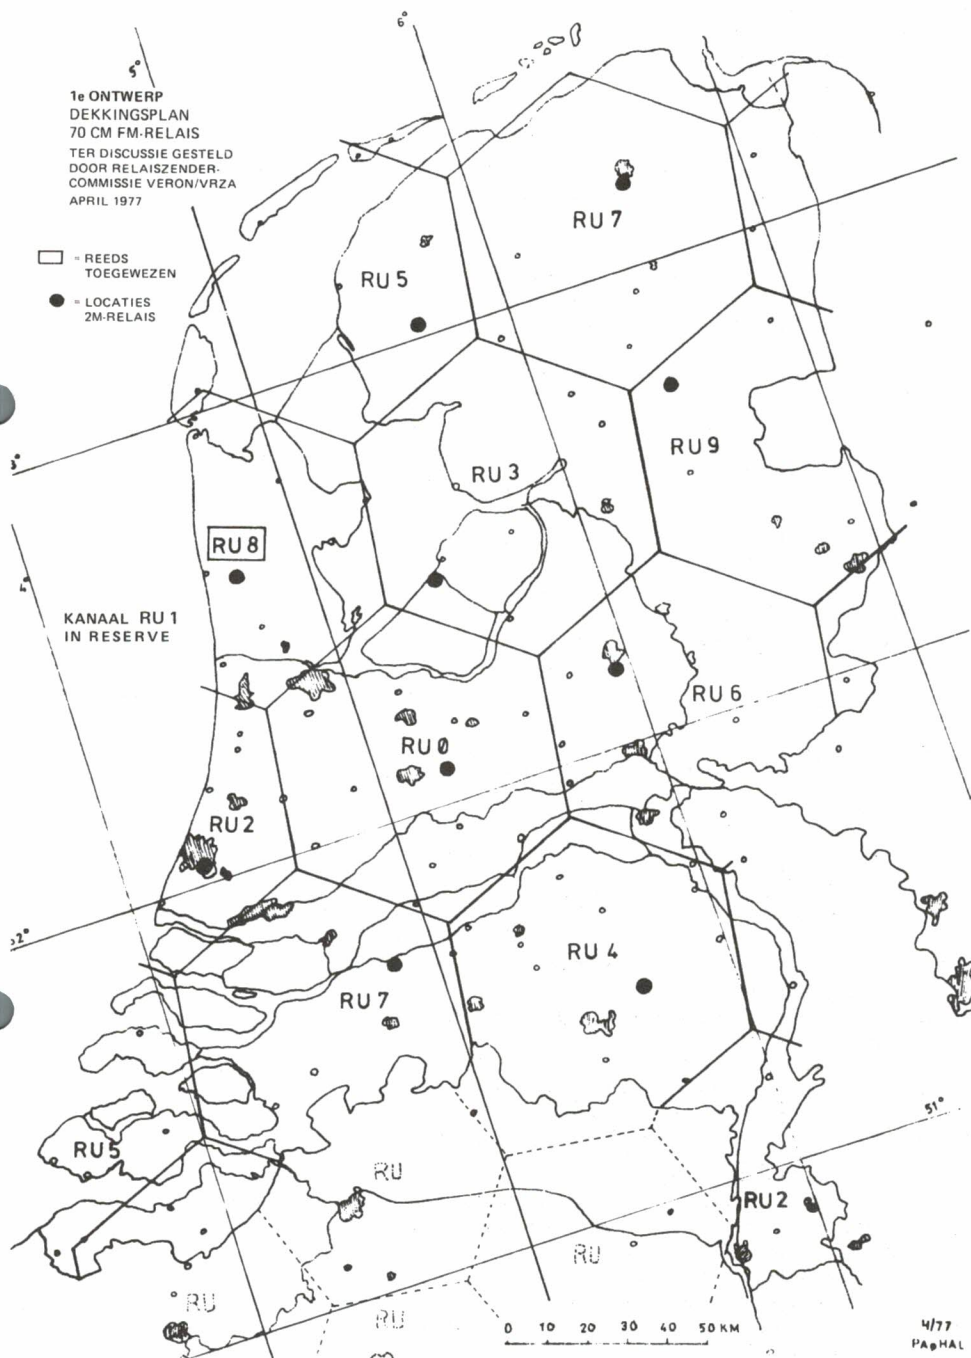 6°
5°
1e ONTWERP
DEKKINGSPLAN
70 CM FM-RELAIS
TER DISCUSSIE GESTELD
DOOR RELAISZENDER-
COMMISSIE VERON/VRZA
APRIL 1977
= REEDS
TOEGEWEZEN
= LOCATIES
2M-RELAIS
RU 7
RU 5
RU 9
RU 3
RU 8
KANAAL RU 1
IN RESERVE
RU 6
RU 0
RU 2
52°
RU 4
RU 7
51°
RU 5
RU
RU 2
RU
RU
RU
0 10 20 30 40 50 KM
4/77
PAøHAL